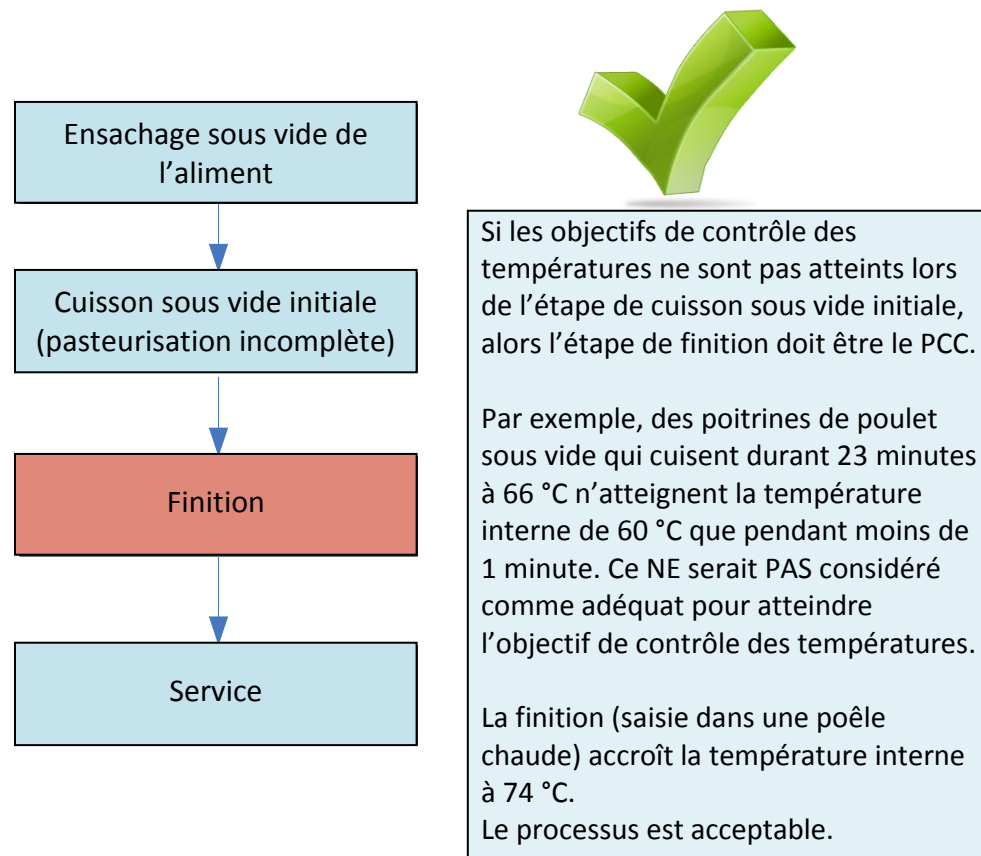 Ensachage sous vide de
l’aliment
Cuisson sous vide initiale
(pasteurisation incomplète)
Finition
Service
Si les objectifs de contrôle des
températures ne sont pas atteints lors
de l’étape de cuisson sous vide initiale,
alors l’étape de finition doit être le PCC.
Par exemple, des poitrines de poulet
sous vide qui cuisent durant 23 minutes
à 66 °C n’atteignent la température
interne de 60 °C que pendant moins de
1 minute. Ce NE serait PAS considéré
comme adéquat pour atteindre
l’objectif de contrôle des températures.
La finition (saisie dans une poêle
chaude) accroît la température interne
à 74 °C.
Le processus est acceptable.